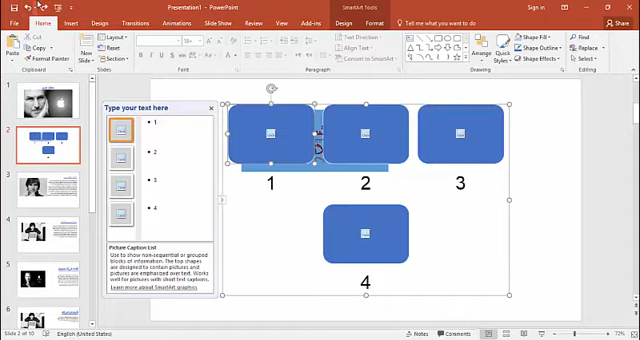 Presentation1 - PowerPoint
SmartArt Tools
Sign in
File
Home
Insert
Design
Transitions
Animations
Slide Show
Review
View
Add-ins
Design
Format
Tell me what you want to do
Share
Paste
Cut
Copy
Format Painter
Clipboard
New
Slide
Layout
Reset
Section
Slides
Font
Text Direction
Align Text
Convert to SmartArt
Paragraph
Arrange
Quick
Styles
Shape Fill
Shape Outline
Shape Effects
Drawing
Find
Replace
Select
Editing
1
2
3
4
5
6
Type your text here
1
2
3
4
Picture Caption List
Use to show non-sequential or grouped
blocks of information. The top shapes
are designed to contain pictures and
pictures are emphasized over text. Works
well for pictures with short text captions.
Learn more about SmartArt graphics
1
2
3
4
Slide 2 of 10
English (United States)
Notes
Comments
72%